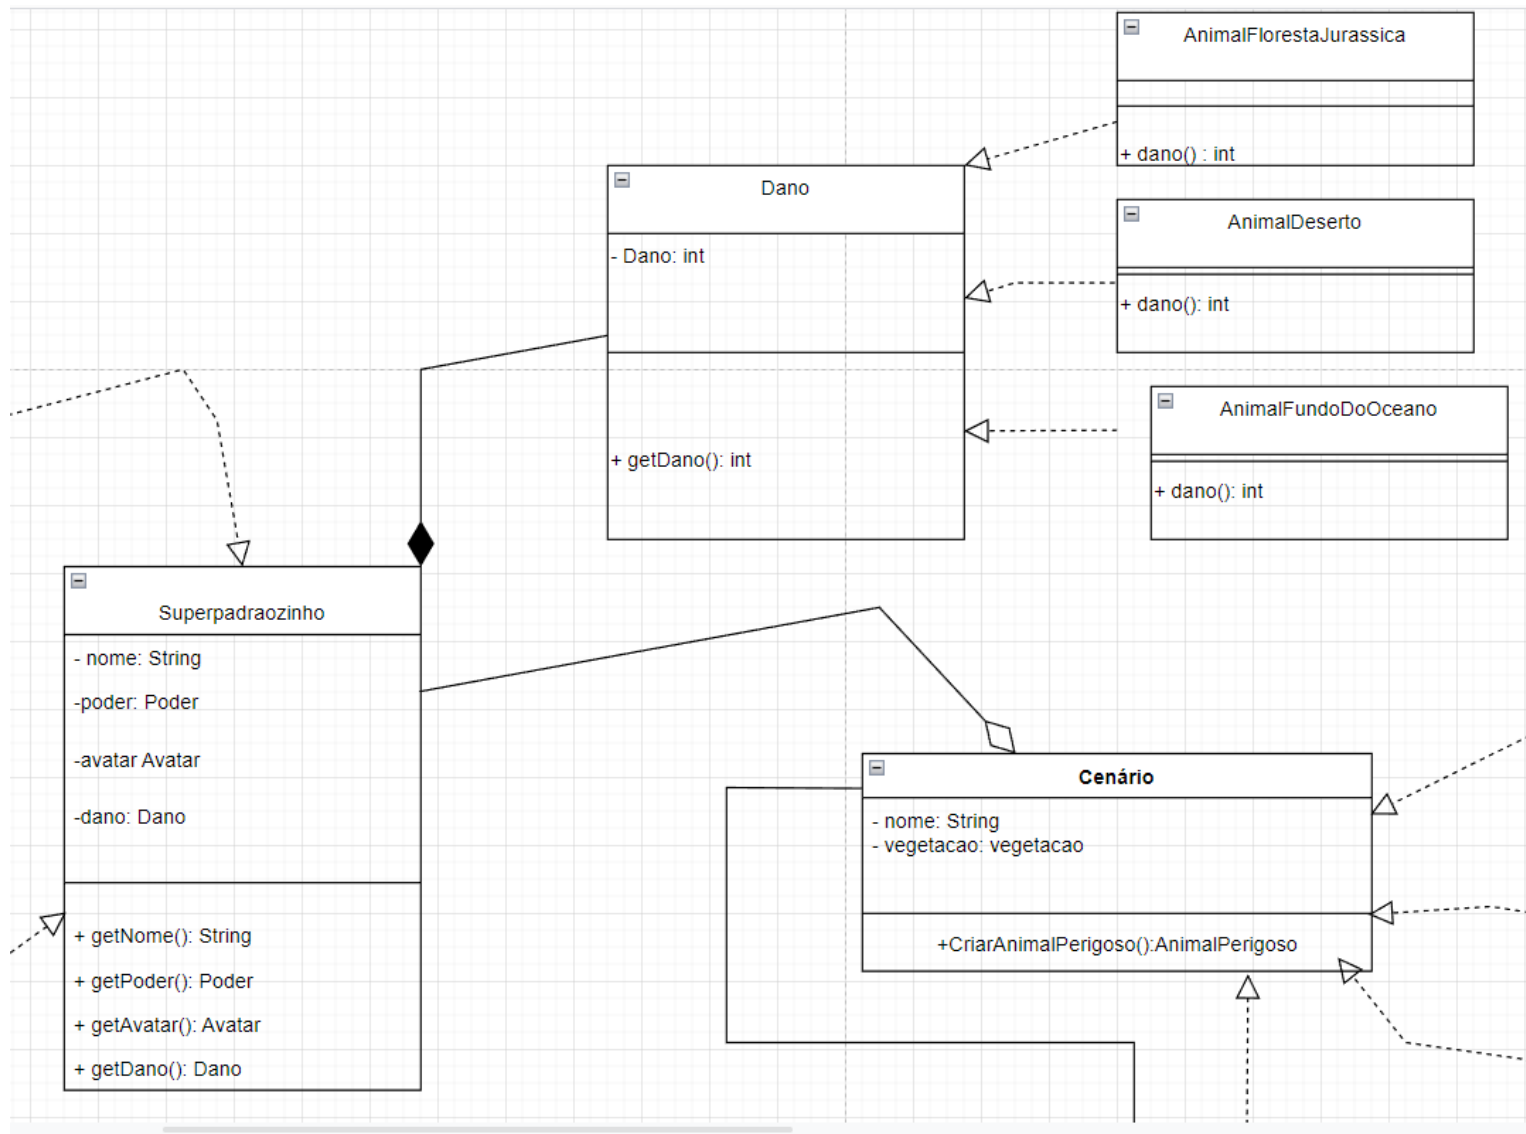 AnimalFlorestaJurassica
+ dano() : int
Dano
- Dano: int
+ getDano(): int
AnimalDeserto
+ dano(): int
AnimalFundoDoOceano
+ dano(): int
Superpadraozinho
- nome: String
-poder: Poder
-avatar Avatar
-dano: Dano
+ getNome(): String
+ getPoder(): Poder
+ getAvatar(): Avatar
+ getDano(): Dano
Cenário
- nome: String
- vegetacao: vegetacao
+CriarAnimalPerigoso():AnimalPerigoso